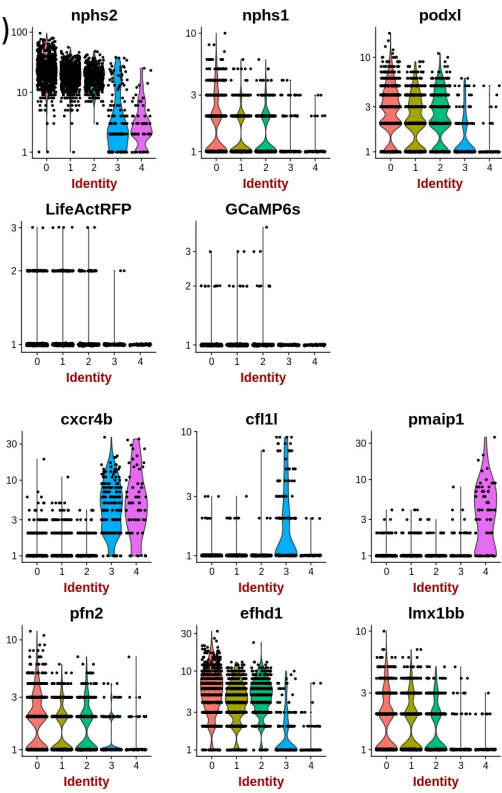 )
nphs2 nphs1 podxl
100 10
10 10
3 3
1 1 1
0 1 2 3 4 0 1 2 3 4 0 1 2 3 4
Identity Identity Identity
LifeActRFP GCaMP6s
3
3
2 2
1 1
0 1 2 3 4 0 1 2 3 4
Identity Identity
cxcr4b cfl1l pmaip1
30 10 30
10 10
3 3 3
1 1 1
0 1 2 3 4 0 1 2 3 4 0 1 2 3 4
Identity Identity Identity
pfn2 efhd1 lmx1bb
10 30 10
10
3 3 3
1 1 1
0 1 2 3 4 0 1 2 3 4 0 1 2 3 4
Identity Identity Identity